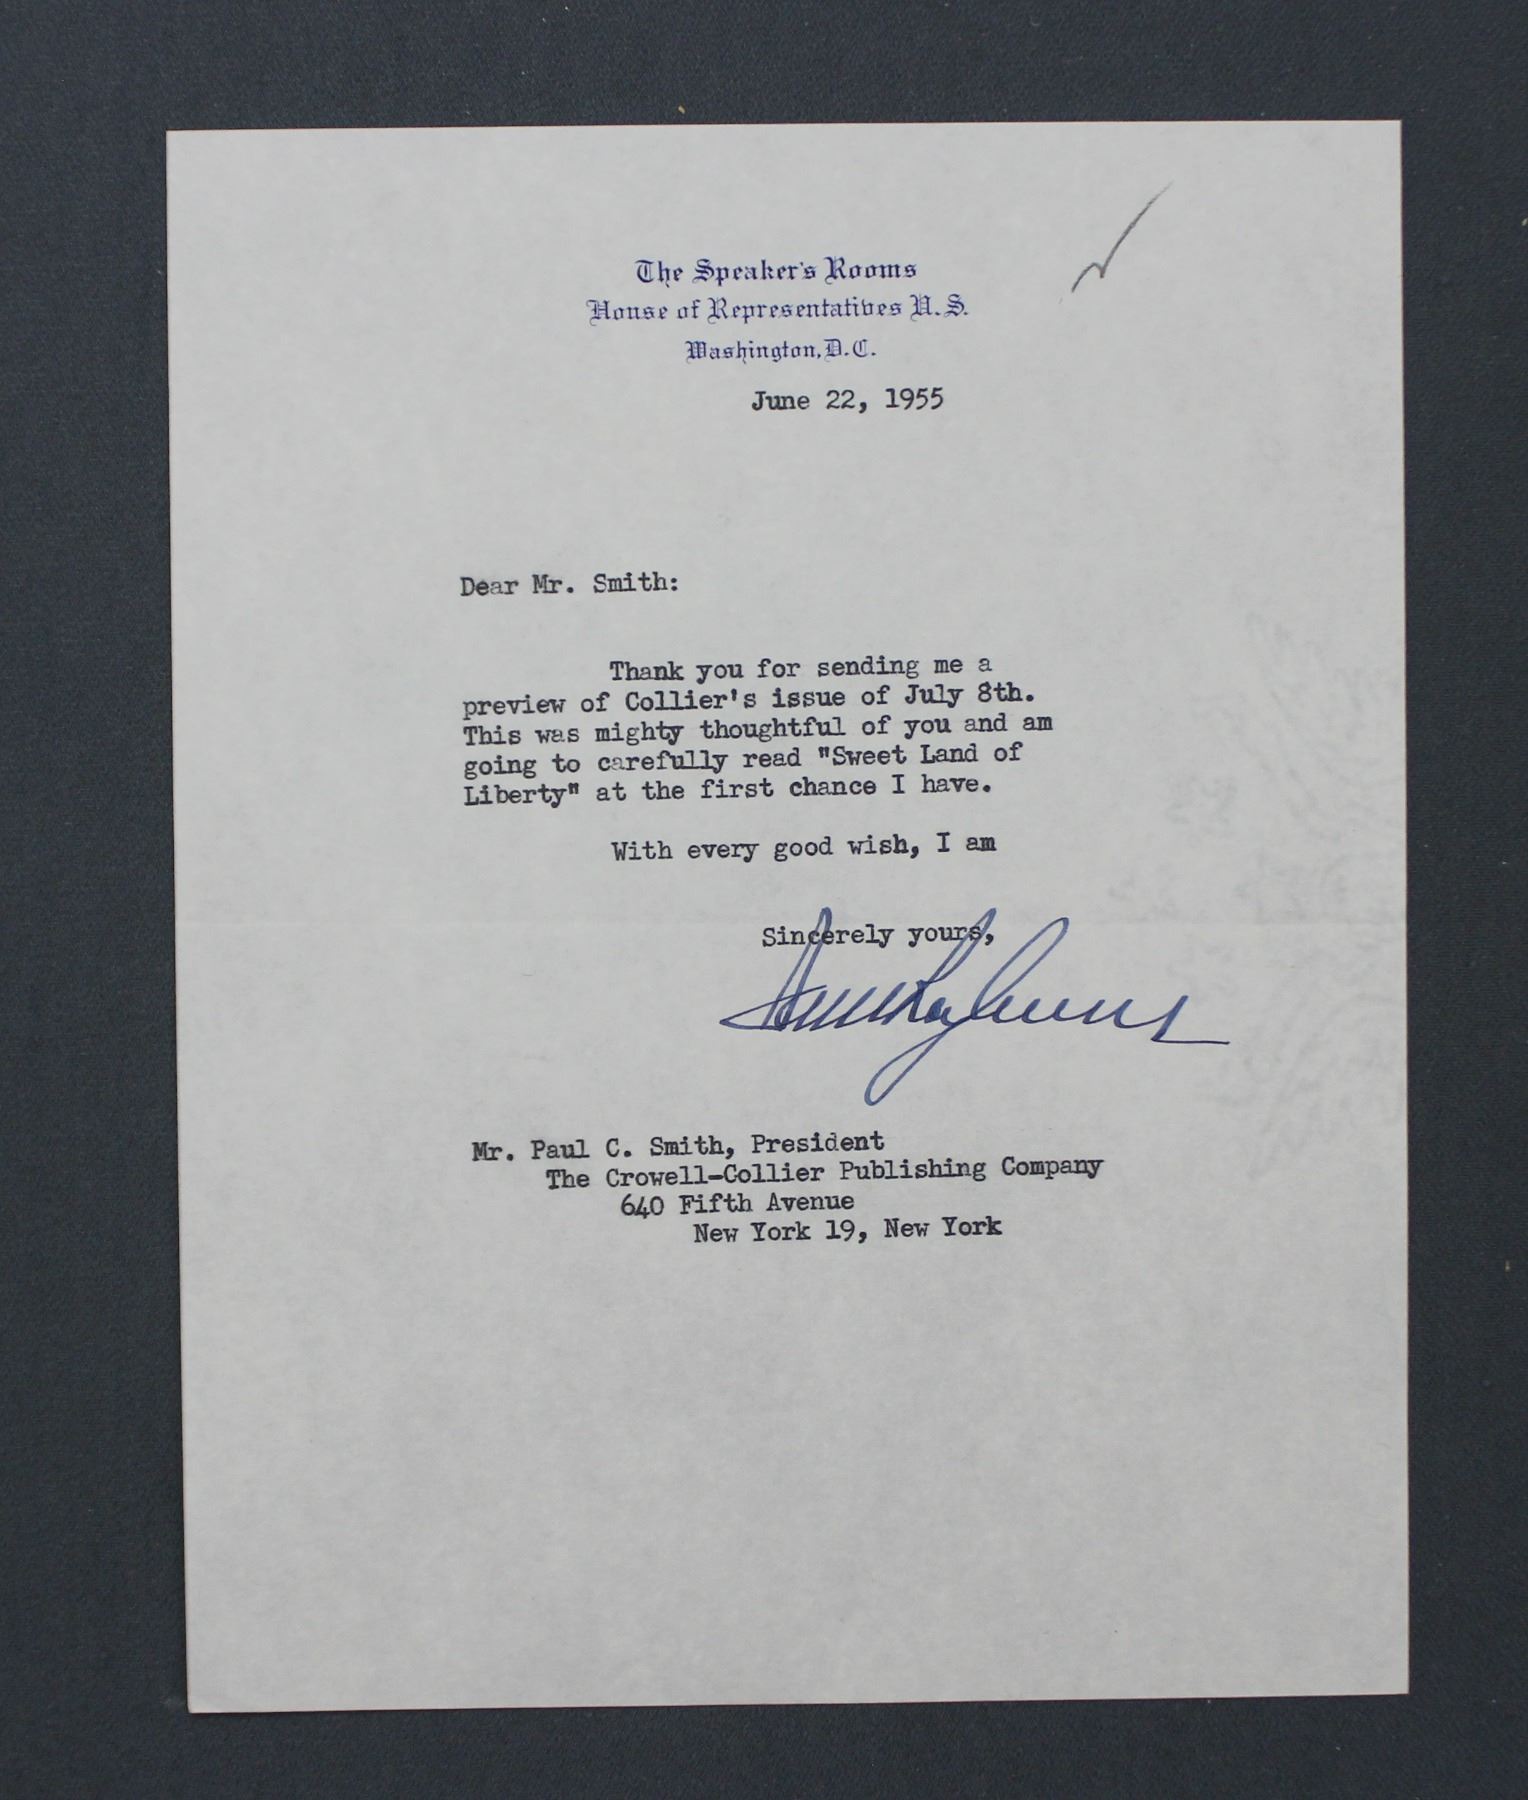 The Speaker's Rooms
House of Representatives U.S.
Washington, D.C.
June 22, 1955
Dear Mr. Smith:
Thank you for sending me a
preview of Collier's issue of July 8th.
This was mighty thoughtful of you and am
going to carefully read "Sweet Land of
Liberty" at the first chance I have.
With every good wish, I am
Sincerely yours,
Sam Rayburn
Mr. Paul C. Smith, President
The Crowell-Collier Publishing Company
640 Fifth Avenue
New York 19, New York